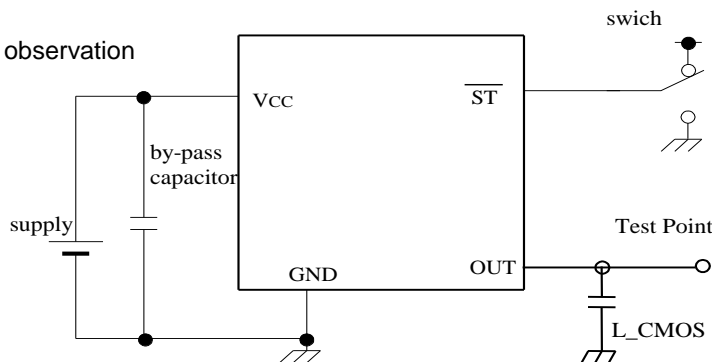 swich
observation
VCC
ST
by-pass
capacitor
supply
Test Point
GND
OUT
L_CMOS